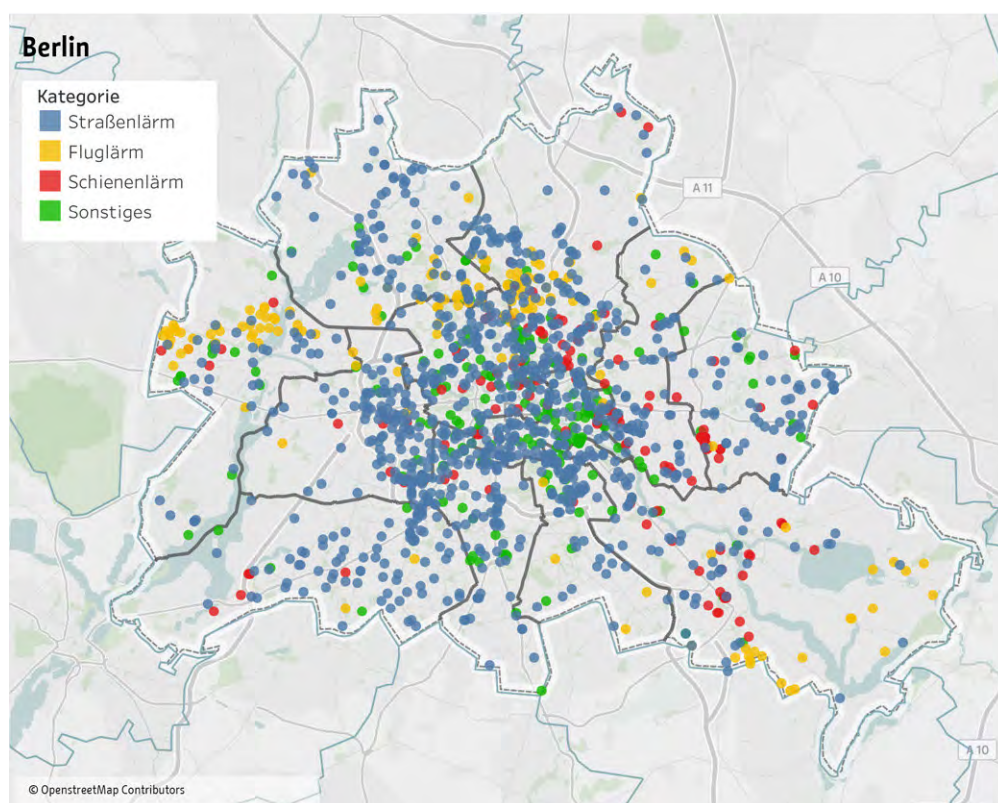 Berlin
Kategorie
Straßenlärm
Fluglärm
Schienenlärm
Sonstiges
A 11
A 10
A 10
© OpenstreetMap Contributors